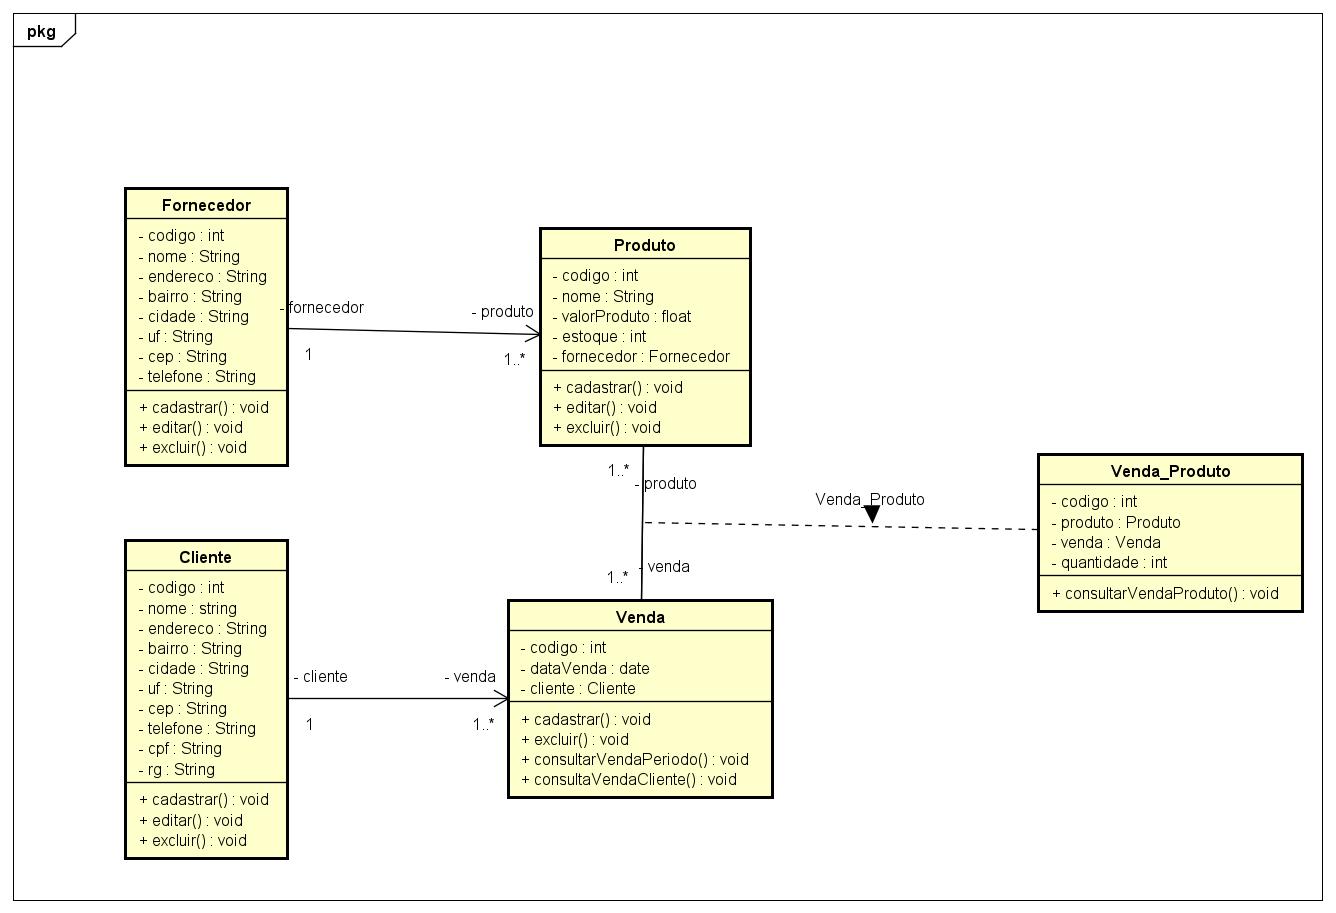 pkg
Fornecedor
- codigo : int
- nome : String
- endereco : String
- bairro : String
- cidade : String
- uf : String
- cep : String
- telefone : String
+ cadastrar() : void
+ editar() : void
+ excluir() : void
- fornecedor
1
- produto
1..*
Produto
- codigo : int
- nome : String
- valorProduto : float
- estoque : int
- fornecedor : Fornecedor
+ cadastrar() : void
+ editar() : void
+ excluir() : void
1..*
- produto
Venda_Produto
Venda_Produto
- codigo : int
- produto : Produto
- venda : Venda
- quantidade : int
+ consultarVendaProduto() : void
- venda
1..*
Cliente
- codigo : int
- nome : string
- endereco : String
- bairro : String
- cidade : String
- uf : String
- cep : String
- telefone : String
- cpf : String
- rg : String
+ cadastrar() : void
+ editar() : void
+ excluir() : void
- cliente
1
- venda
1..*
Venda
- codigo : int
- dataVenda : date
- cliente : Cliente
+ cadastrar() : void
+ excluir() : void
+ consultarVendaPeriodo() : void
+ consultaVendaCliente() : void